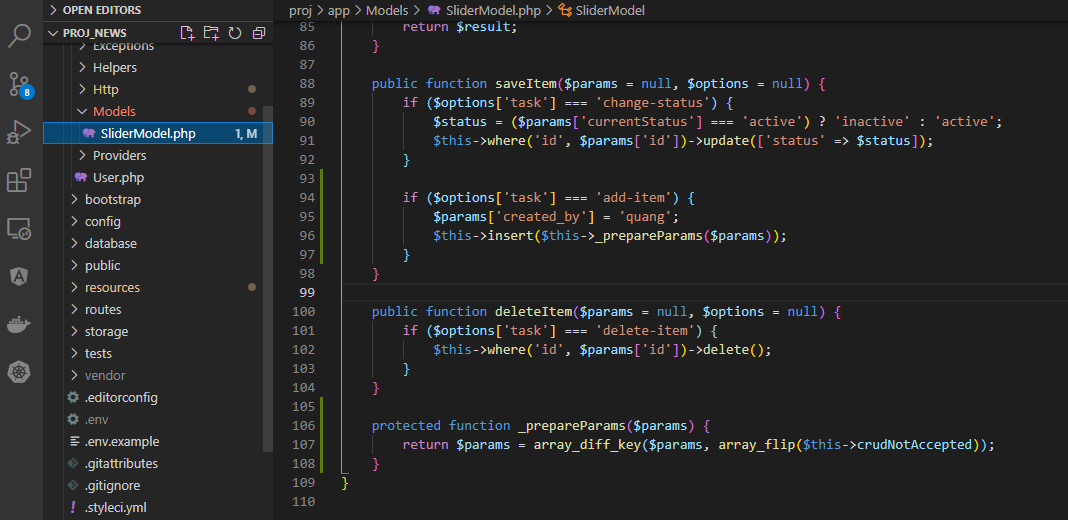 OPEN EDITORS
PROJ_NEWS
Exceptions
Helpers
Http
Models
SliderModel.php 1, M
Providers
User.php
bootstrap
config
database
public
resources
routes
storage
tests
vendor
.editorconfig
.env
.env.example
.gitattributes
.gitignore
.styleci.yml
8
proj > app > Models > SliderModel.php > SliderModel
85 return $result;
86 }
87
88 public function saveItem($params = null, $options = null) {
89 if ($options['task'] === 'change-status') {
90 $status = ($params['currentStatus'] === 'active') ? 'inactive' : 'active';
91 $this->where('id', $params['id'])->update(['status' => $status]);
92 }
93
94 if ($options['task'] === 'add-item') {
95 $params['created_by'] = 'quang';
96 $this->insert($this->_prepareParams($params));
97 }
98 }
99
100 public function deleteItem($params = null, $options = null) {
101 if ($options['task'] === 'delete-item') {
102 $this->where('id', $params['id'])->delete();
103 }
104 }
105
106 protected function _prepareParams($params) {
107 return $params = array_diff_key($params, array_flip($this->crudNotAccepted));
108 }
109 }
110